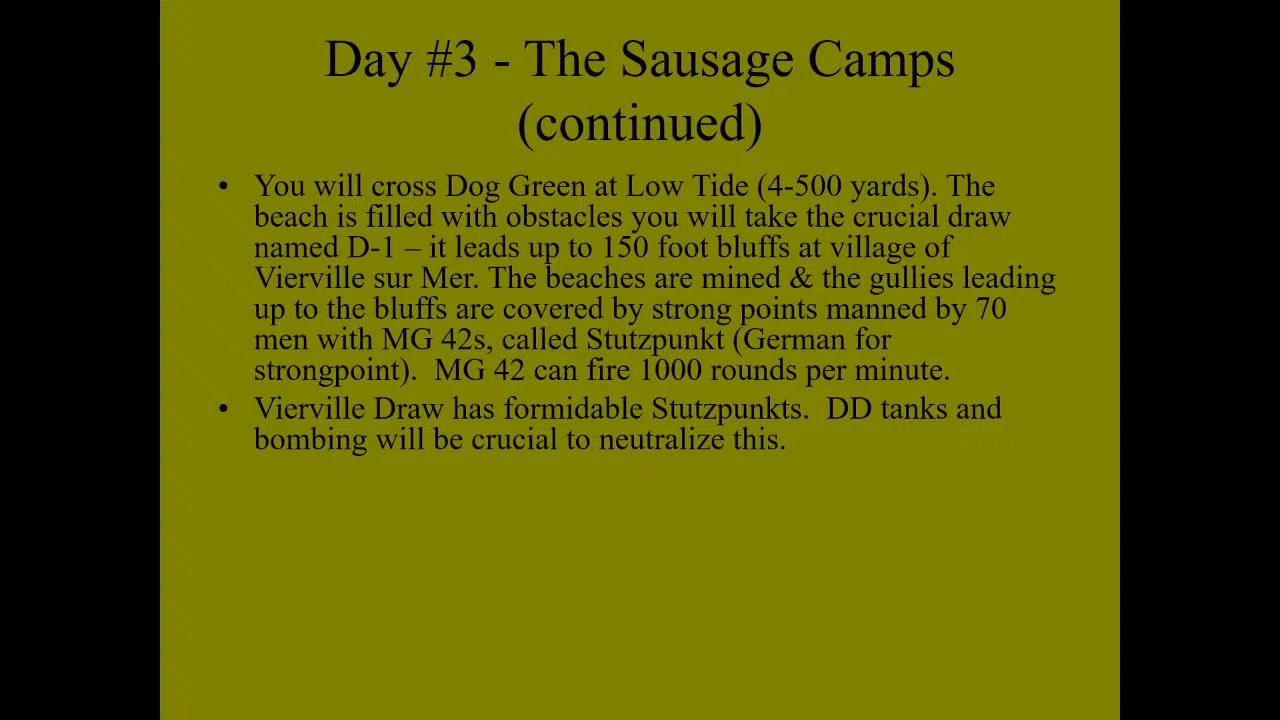 Day #3 - The Sausage Camps
(continued)
• You will cross Dog Green at Low Tide (4-500 yards). The
beach is filled with obstacles you will take the crucial draw
named D-1 – it leads up to 150 foot bluffs at village of
Vierville sur Mer. The beaches are mined & the gullies leading
up to the bluffs are covered by strong points manned by 70
men with MG 42s, called Stutzpunkt (German for
strongpoint).  MG 42 can fire 1000 rounds per minute.
• Vierville Draw has formidable Stutzpunkts.  DD tanks and
bombing will be crucial to neutralize this.